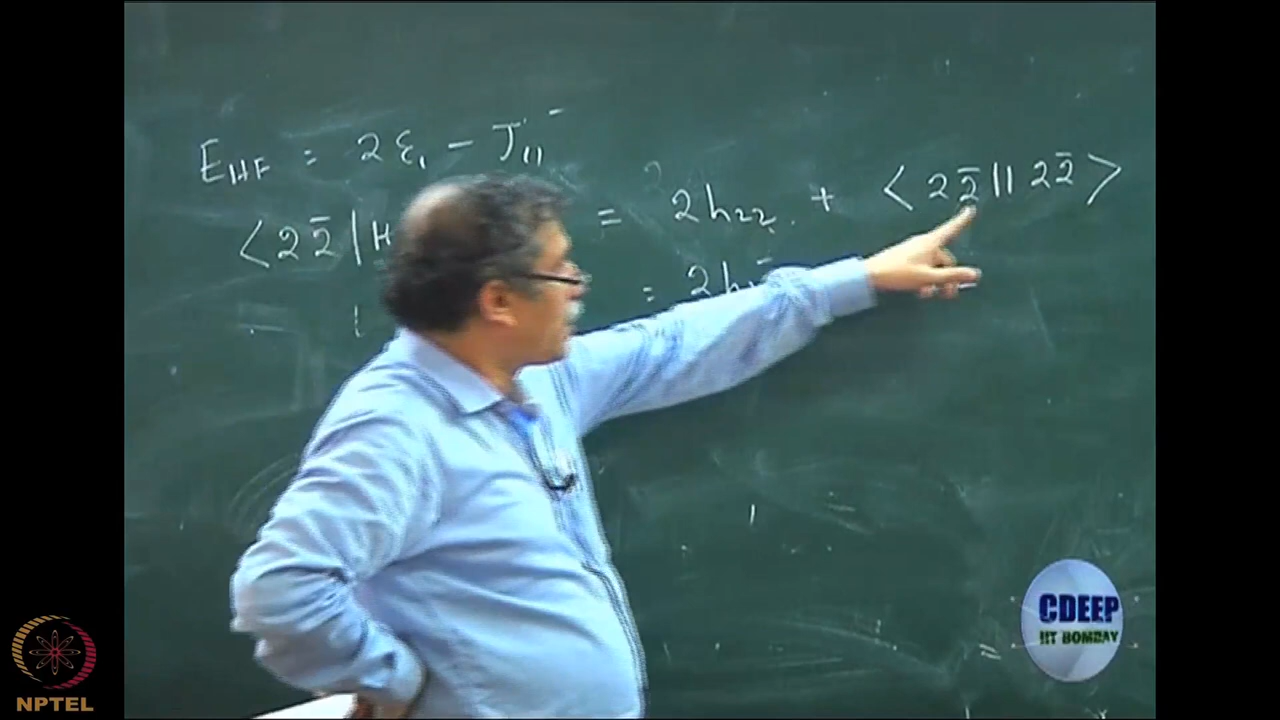 E_HF = 2ε₁ - J₁₁
⟨2 2̄ | H = 2h₂₂ + ⟨2 2̄ || 2 2̄⟩
= 2h
CDEEP
IIT BOMBAY
NPTEL